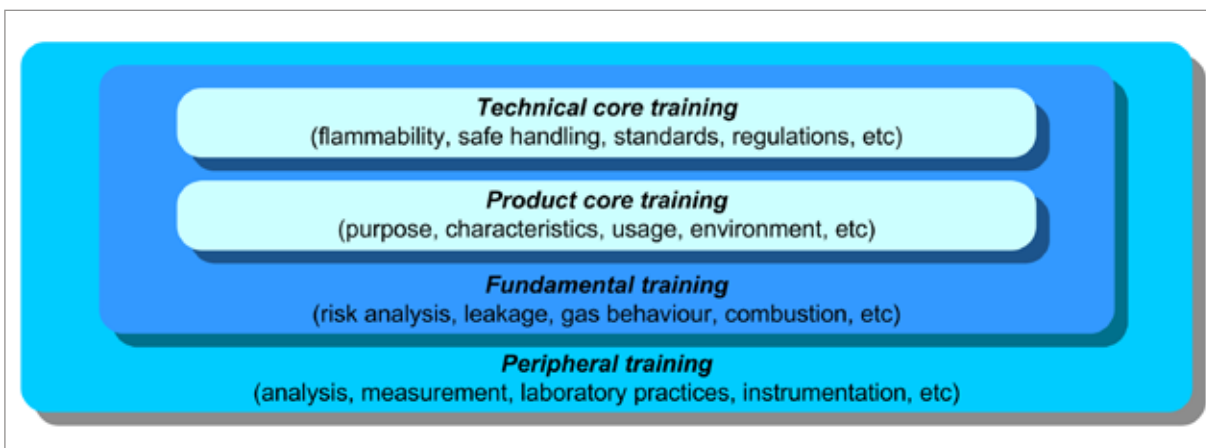 Technical core training
(flammability, safe handling, standards, regulations, etc)
Product core training
(purpose, characteristics, usage, environment, etc)
Fundamental training
(risk analysis, leakage, gas behaviour, combustion, etc)
Peripheral training
(analysis, measurement, laboratory practices, instrumentation, etc)